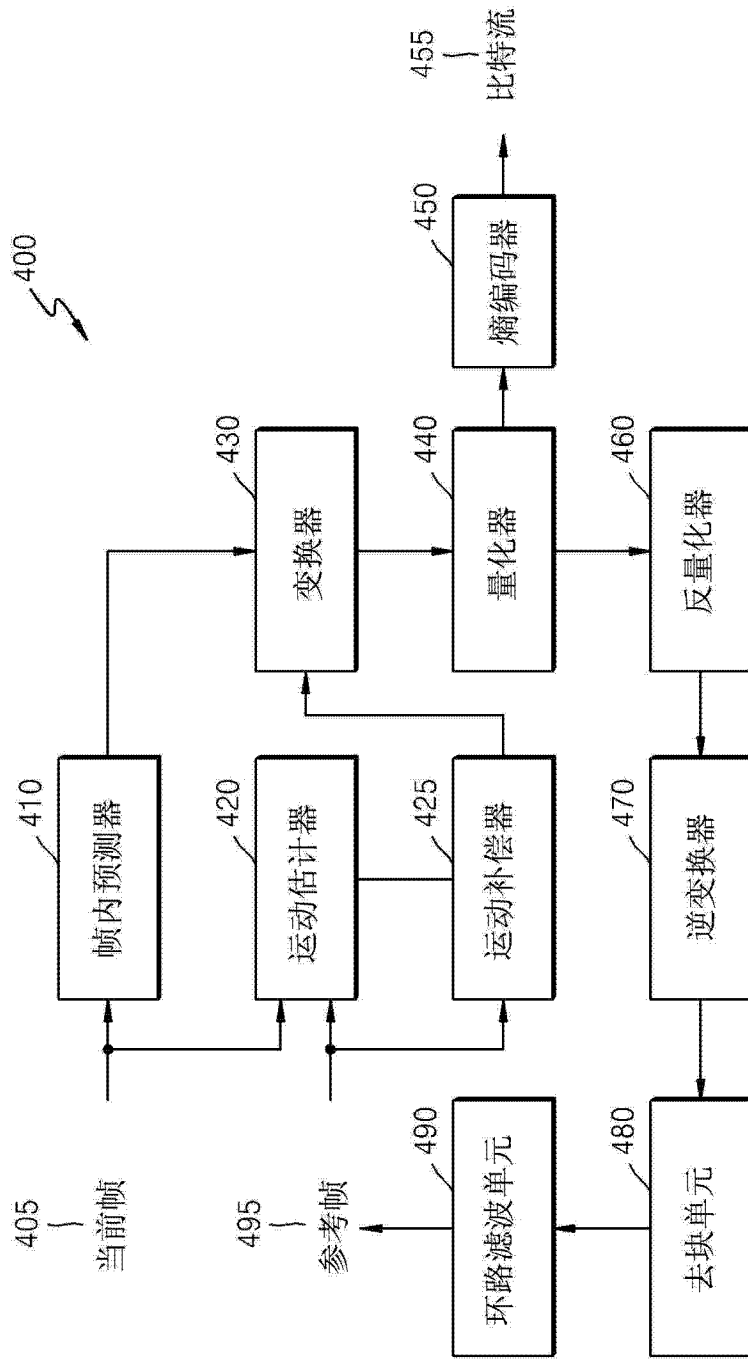 400
405
当前帧
410
帧内预测器
495
参考帧
420
运动估计器
430
变换器
425
运动补偿器
440
量化器
450
熵编码器
455
比特流
490
环路滤波单元
480
去块单元
470
逆变换器
460
反量化器